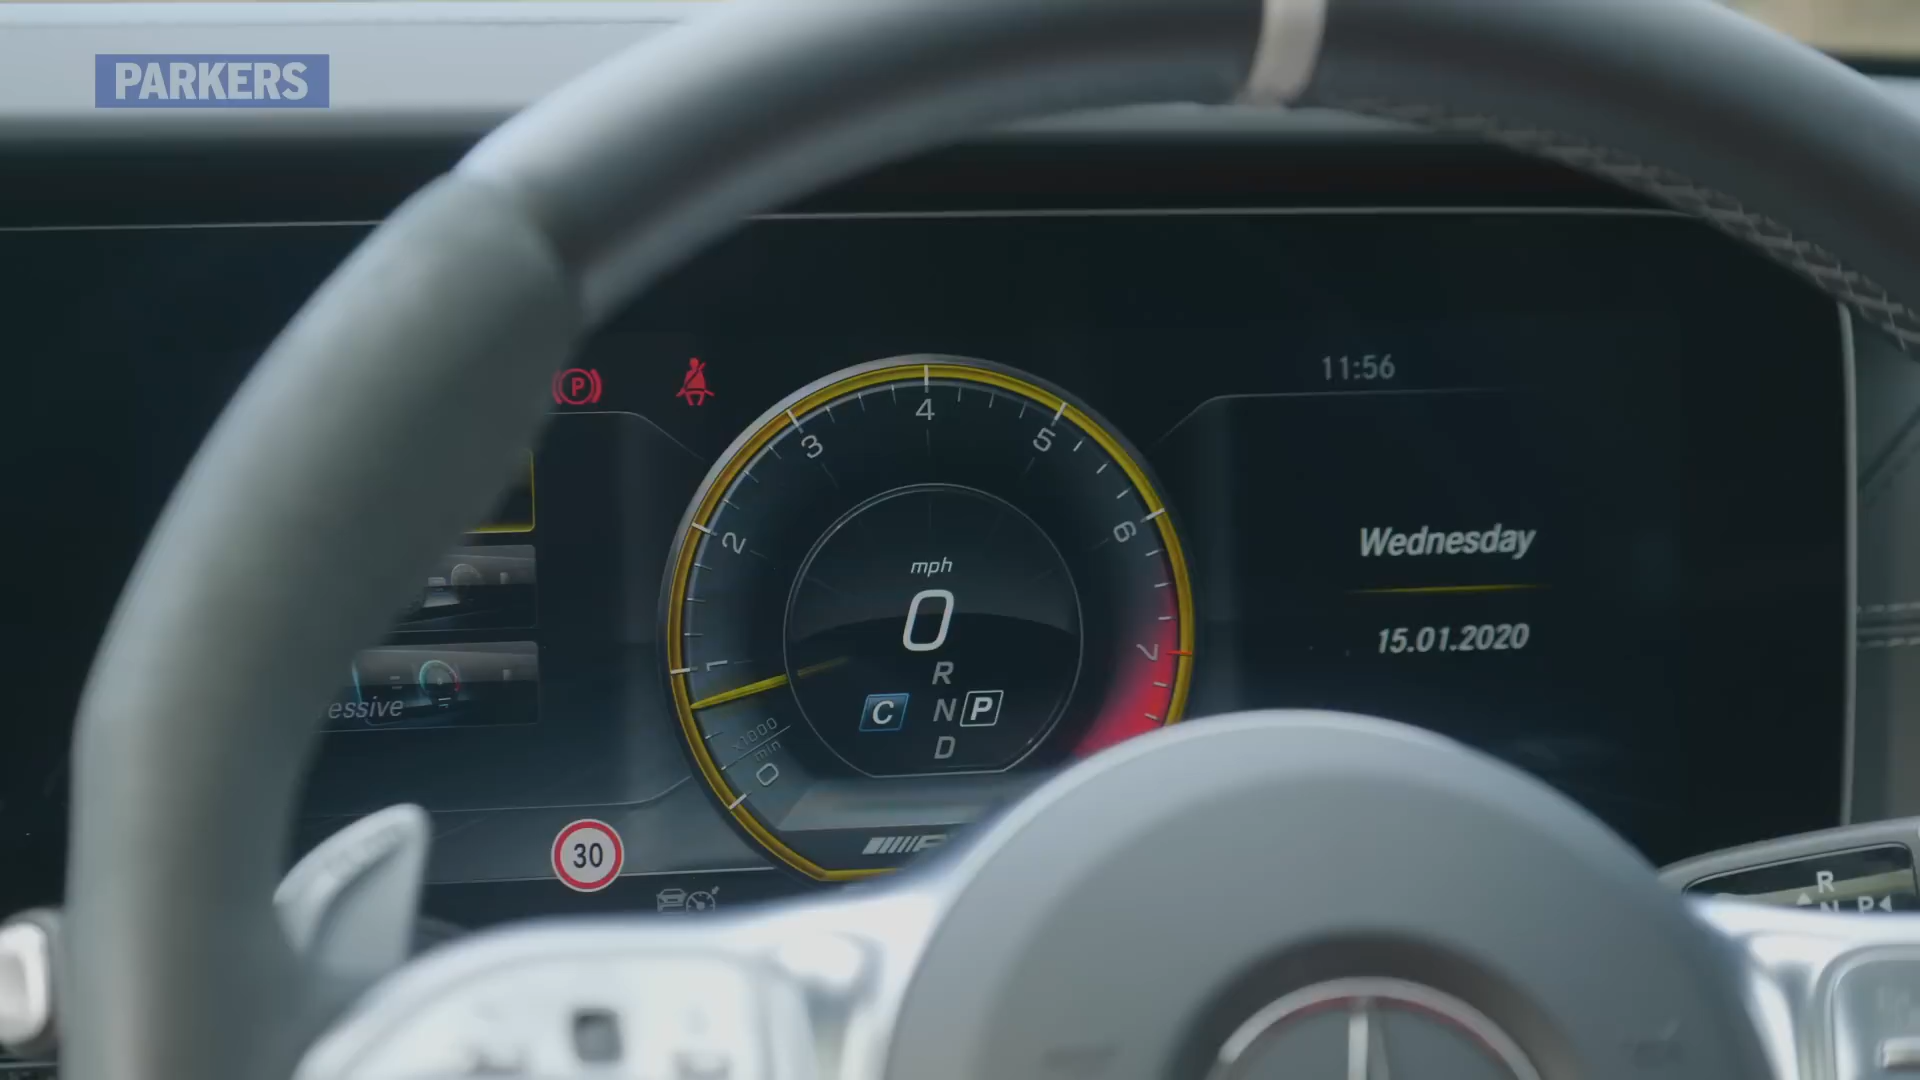 PARKERS
11:56
4
3
5
2
6
mph
0
1
7
R
C N P
D
x1000
min
0
essive
Wednesday
15.01.2020
30
R
N P